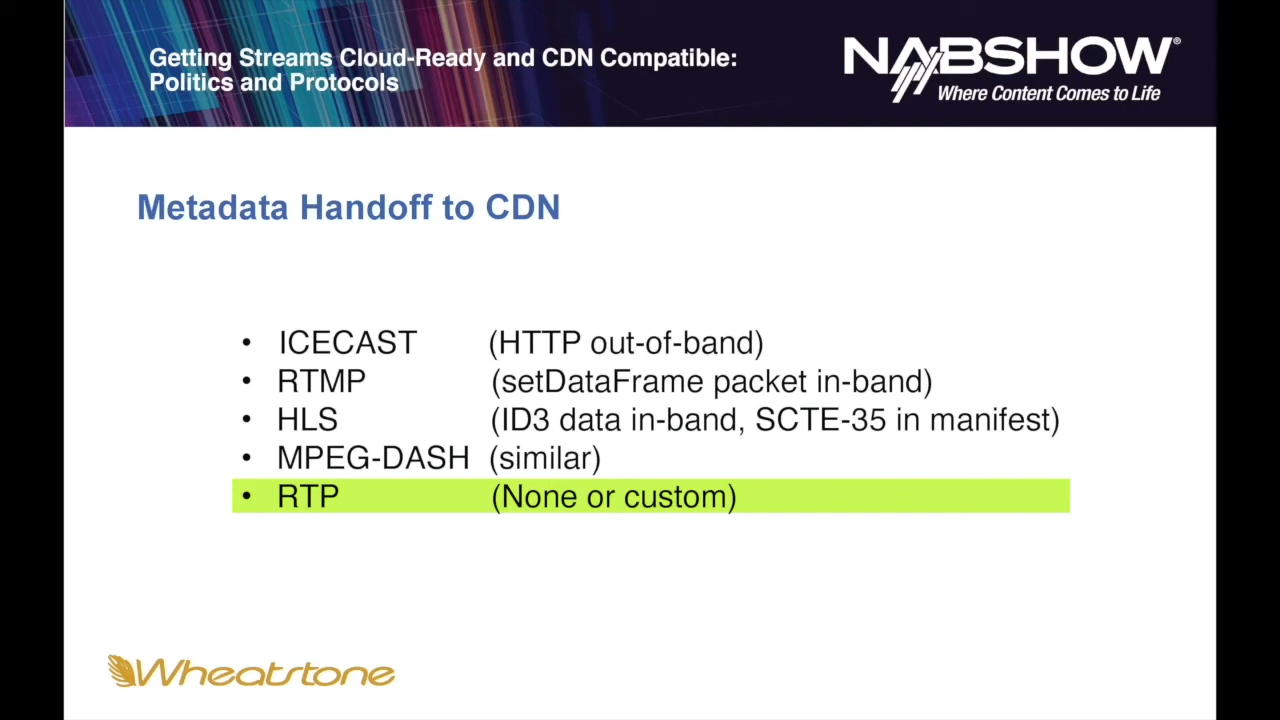 Getting Streams Cloud-Ready and CDN Compatible:
Politics and Protocols
NABSHOW®
Where Content Comes to Life
Metadata Handoff to CDN
• ICECAST (HTTP out-of-band)
• RTMP (setDataFrame packet in-band)
• HLS (ID3 data in-band, SCTE-35 in manifest)
• MPEG-DASH (similar)
• RTP (None or custom)
Wheatstone